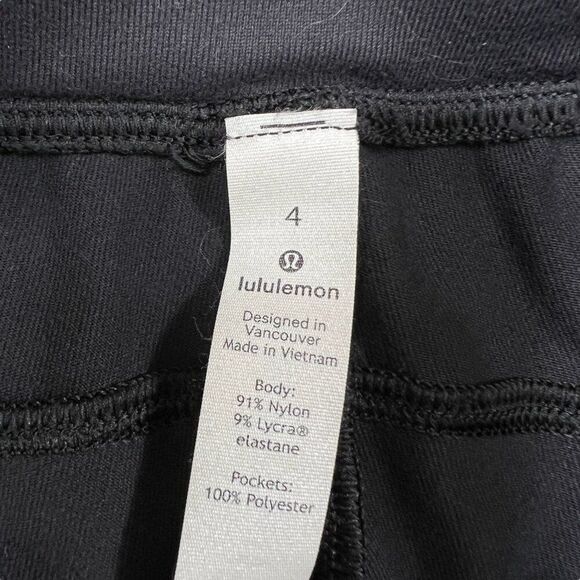 4
lululemon
Designed in
Vancouver
Made in Vietnam
Body:
91% Nylon
9% Lycra®
elastane
Pockets:
100% Polyester